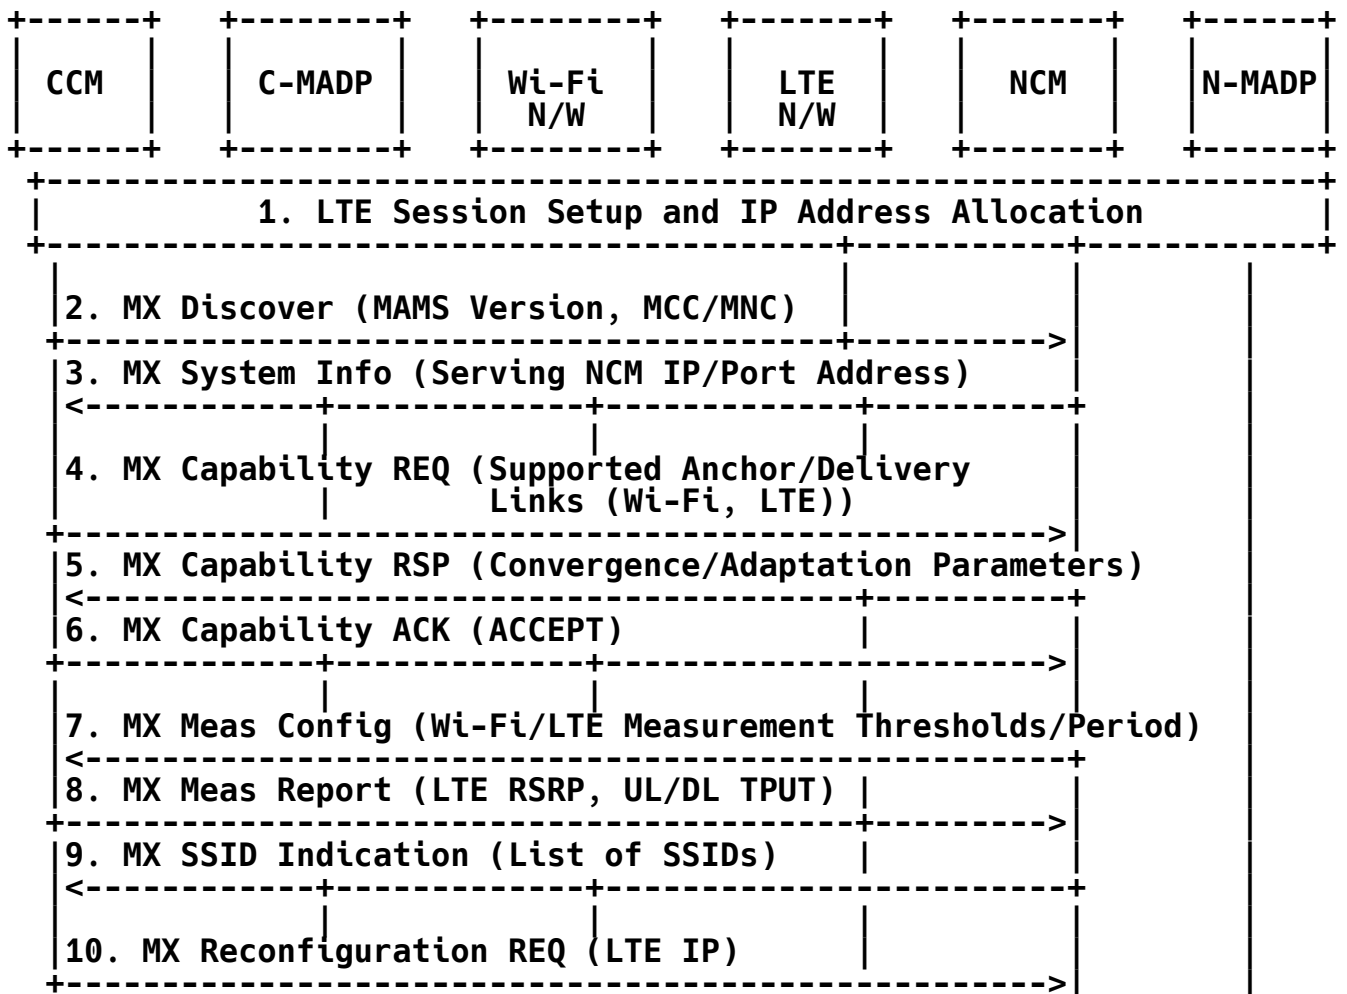 CCM C-MADP Wi-Fi LTE NCM N-MADP
N/W N/W
1. LTE Session Setup and IP Address Allocation
2. MX Discover (MAMS Version, MCC/MNC)
3. MX System Info (Serving NCM IP/Port Address)
4. MX Capability REQ (Supported Anchor/Delivery
Links (Wi-Fi, LTE))
5. MX Capability RSP (Convergence/Adaptation Parameters)
6. MX Capability ACK (ACCEPT)
7. MX Meas Config (Wi-Fi/LTE Measurement Thresholds/Period)
8. MX Meas Report (LTE RSRP, UL/DL TPUT)
9. MX SSID Indication (List of SSIDs)
10. MX Reconfiguration REQ (LTE IP)